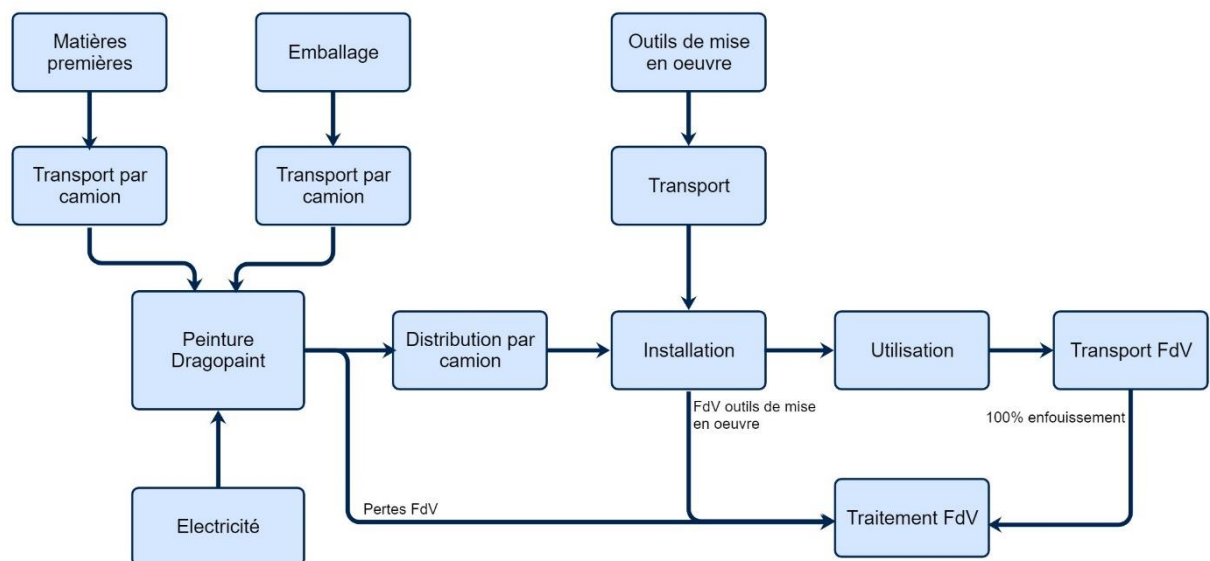 Matières
premières
Emballage
Outils de mise
en oeuvre
Transport par
camion
Transport par
camion
Transport
Peinture
Dragopaint
Distribution par
camion
Installation
Utilisation
Transport FdV
FdV outils de mise
en oeuvre
100% enfouissement
Pertes FdV
Electricité
Traitement FdV